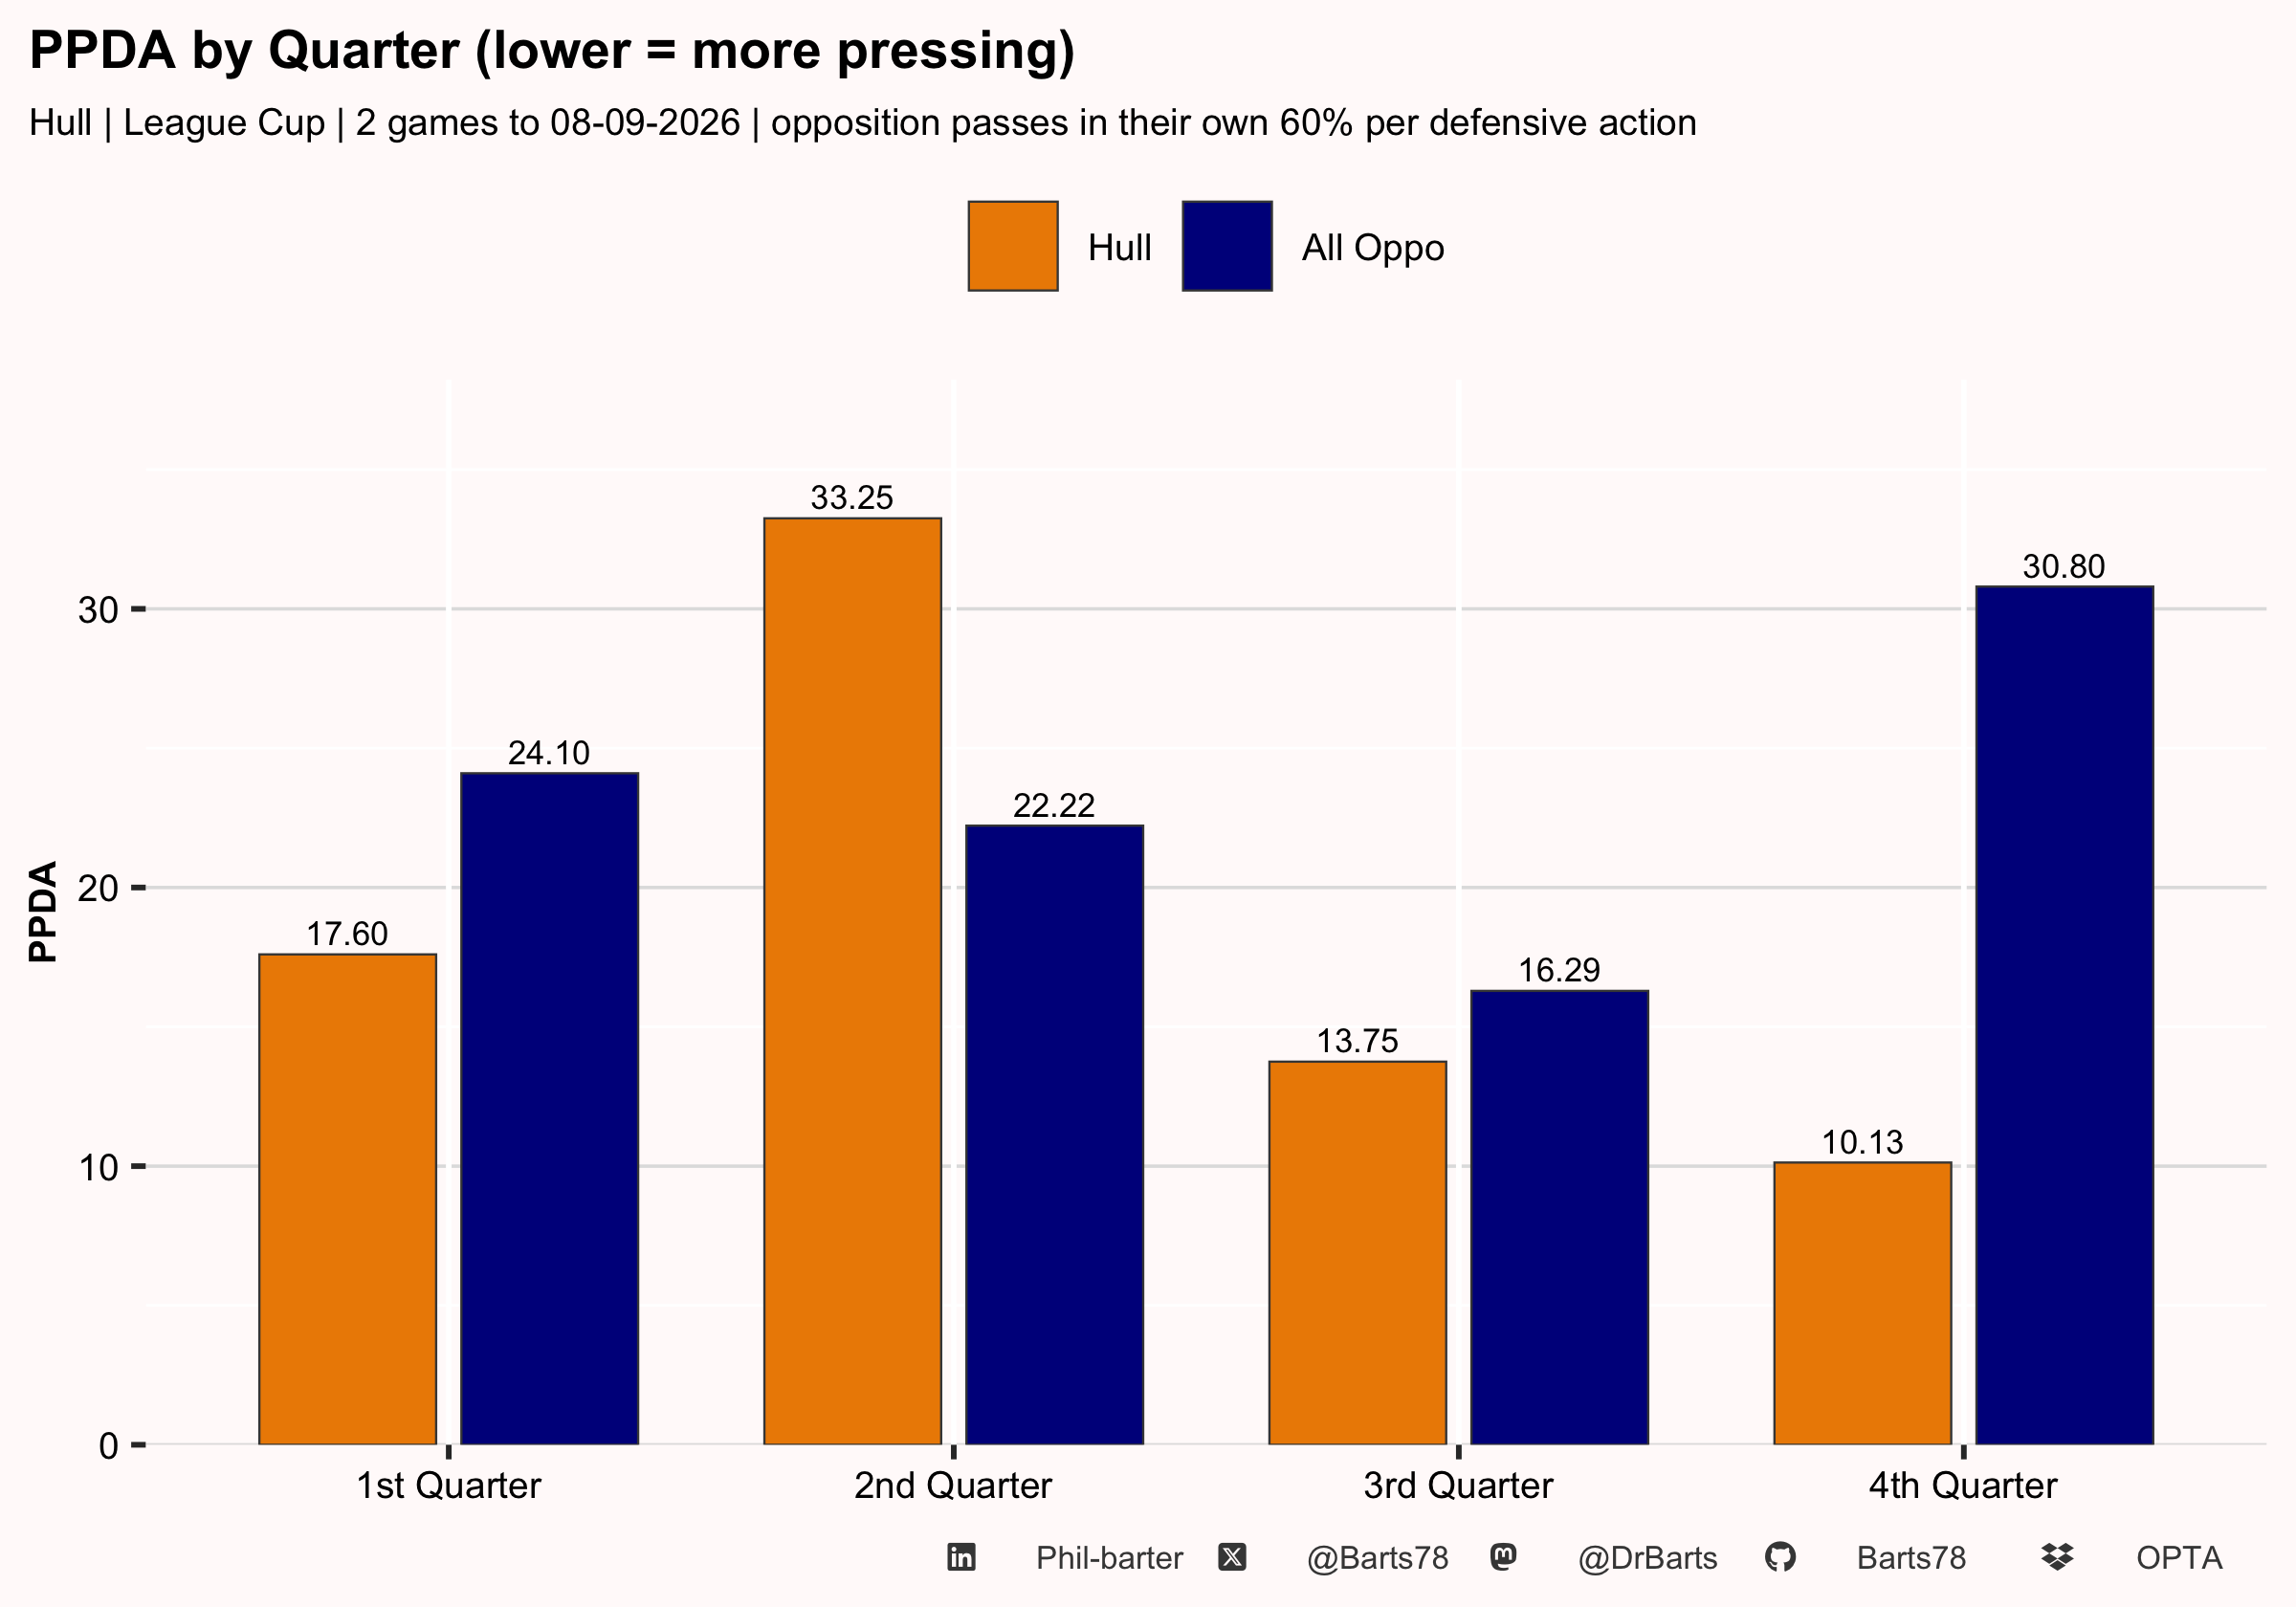 PPDA by Quarter (lower = more pressing)
Hull | League Cup | 2 games to 08-09-2026 | opposition passes in their own 60% per defensive action
Hull
All Oppo
PPDA
30
20
10
0
17.60
24.10
33.25
22.22
13.75
16.29
10.13
30.80
1st Quarter
2nd Quarter
3rd Quarter
4th Quarter
Phil-barter @Barts78 @DrBarts Barts78 OPTA